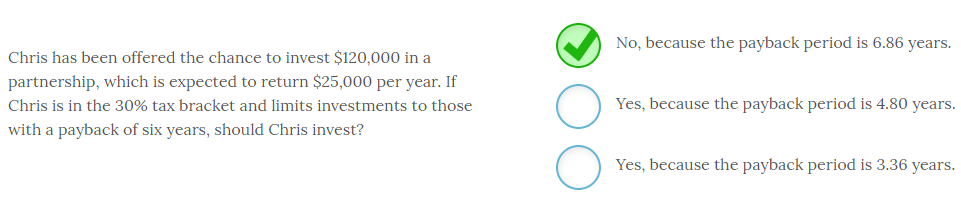 Chris has been offered the chance to invest $120,000 in a
partnership, which is expected to return $25,000 per year. If
Chris is in the 30% tax bracket and limits investments to those
with a payback of six years, should Chris invest?
No, because the payback period is 6.86 years.
Yes, because the payback period is 4.80 years.
Yes, because the payback period is 3.36 years.